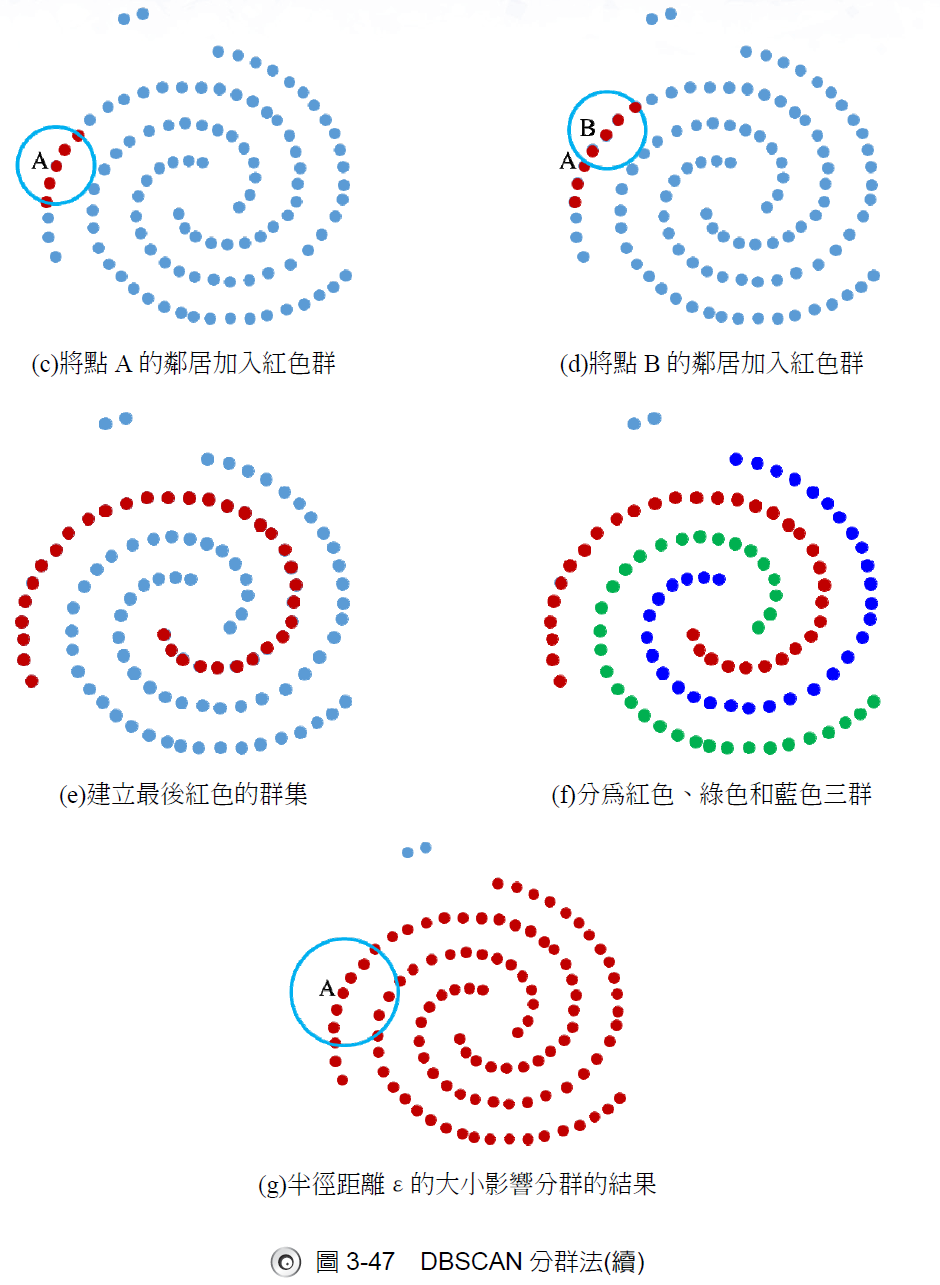 A
B
A
(c)將點 A 的鄰居加入紅色群
(d)將點 B 的鄰居加入紅色群
(e)建立最後紅色的群集
(f)分爲紅色、綠色和藍色三群
A
(g)半徑距離 ε 的大小影響分群的結果
圖 3-47 DBSCAN 分群法(續)